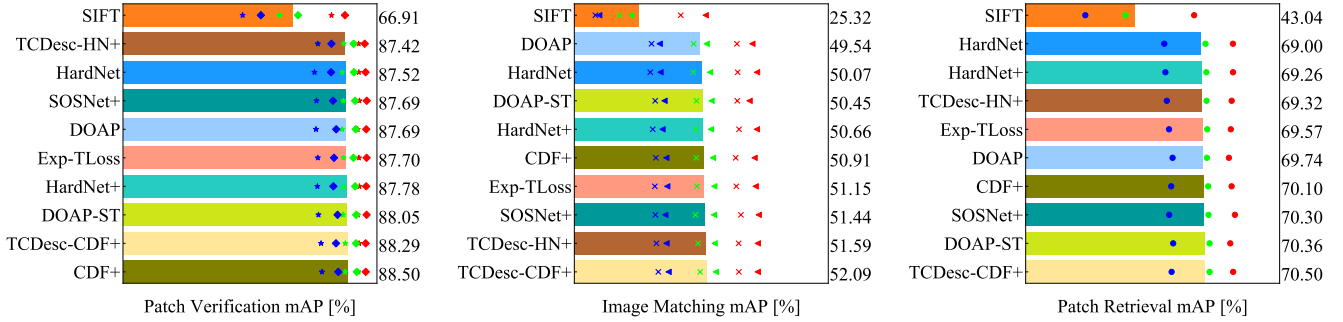 SIFT 66.91
TCDesc-HN+ 87.42
HardNet 87.52
SOSNet+ 87.69
DOAP 87.69
Exp-TLoss 87.70
HardNet+ 87.78
DOAP-ST 88.05
TCDesc-CDF+ 88.29
CDF+ 88.50
Patch Verification mAP [%]
SIFT 25.32
DOAP 49.54
HardNet 50.07
DOAP-ST 50.45
HardNet+ 50.66
CDF+ 50.91
Exp-TLoss 51.15
SOSNet+ 51.44
TCDesc-HN+ 51.59
TCDesc-CDF+ 52.09
Image Matching mAP [%]
SIFT 43.04
HardNet 69.00
HardNet+ 69.26
TCDesc-HN+ 69.32
Exp-TLoss 69.57
DOAP 69.74
CDF+ 70.10
SOSNet+ 70.30
DOAP-ST 70.36
TCDesc-CDF+ 70.50
Patch Retrieval mAP [%]